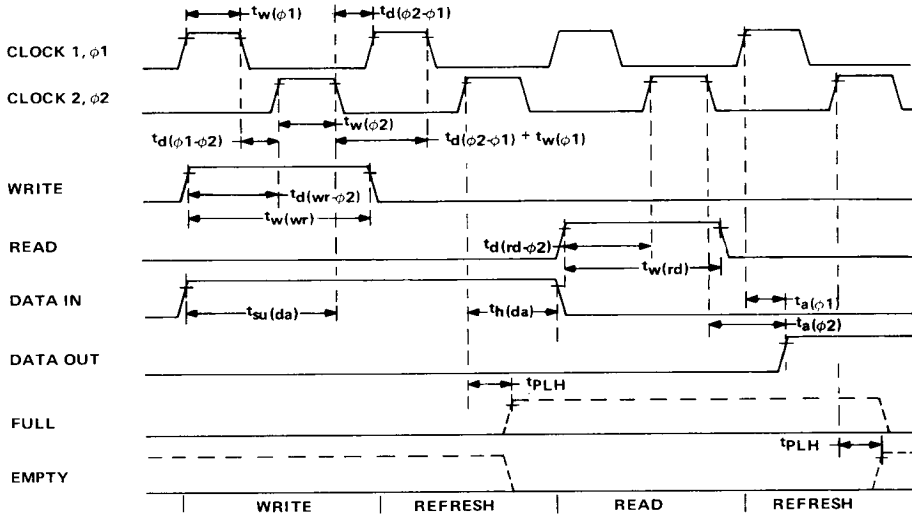 tw(ϕ1) td(ϕ2-ϕ1)
CLOCK 1, ϕ1
CLOCK 2, ϕ2
tw(ϕ2)
td(ϕ1-ϕ2) td(ϕ2-ϕ1) + tw(ϕ1)
WRITE
td(wr-ϕ2)
tw(wr)
READ
td(rd-ϕ2)
tw(rd)
DATA IN
tsu(da) th(da) ta(ϕ1)
ta(ϕ2)
DATA OUT
tPLH
FULL
tPLH
EMPTY
WRITE REFRESH READ REFRESH